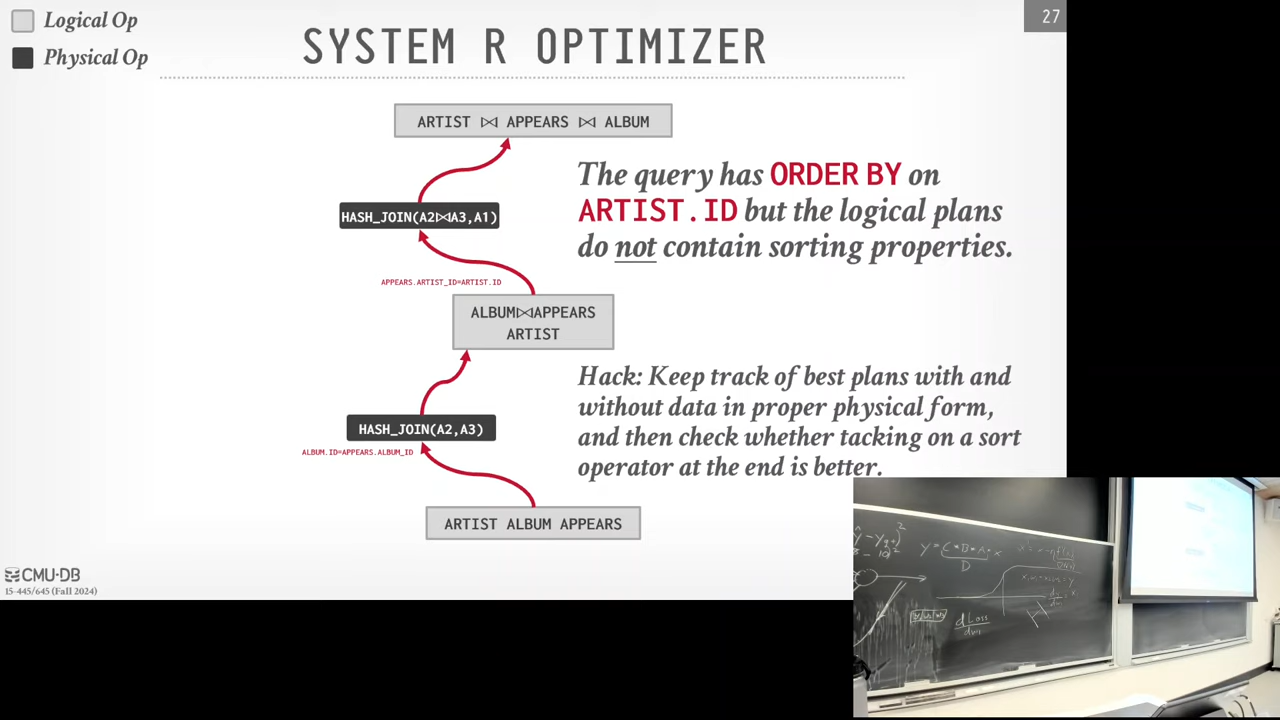 Logical Op
Physical Op
SYSTEM R OPTIMIZER
27
ARTIST ⋈ APPEARS ⋈ ALBUM
The query has ORDER BY on
ARTIST.ID but the logical plans
do not contain sorting properties.
HASH_JOIN(A2⋈A3,A1)
APPEARS.ARTIST_ID=ARTIST.ID
ALBUM⋈APPEARS
ARTIST
Hack: Keep track of best plans with and
without data in proper physical form,
and then check whether tacking on a sort
operator at the end is better.
HASH_JOIN(A2,A3)
ALBUM.ID=APPEARS.ALBUM_ID
ARTIST ALBUM APPEARS
CMU·DB
15-445/645 (Fall 2024)
d Loss